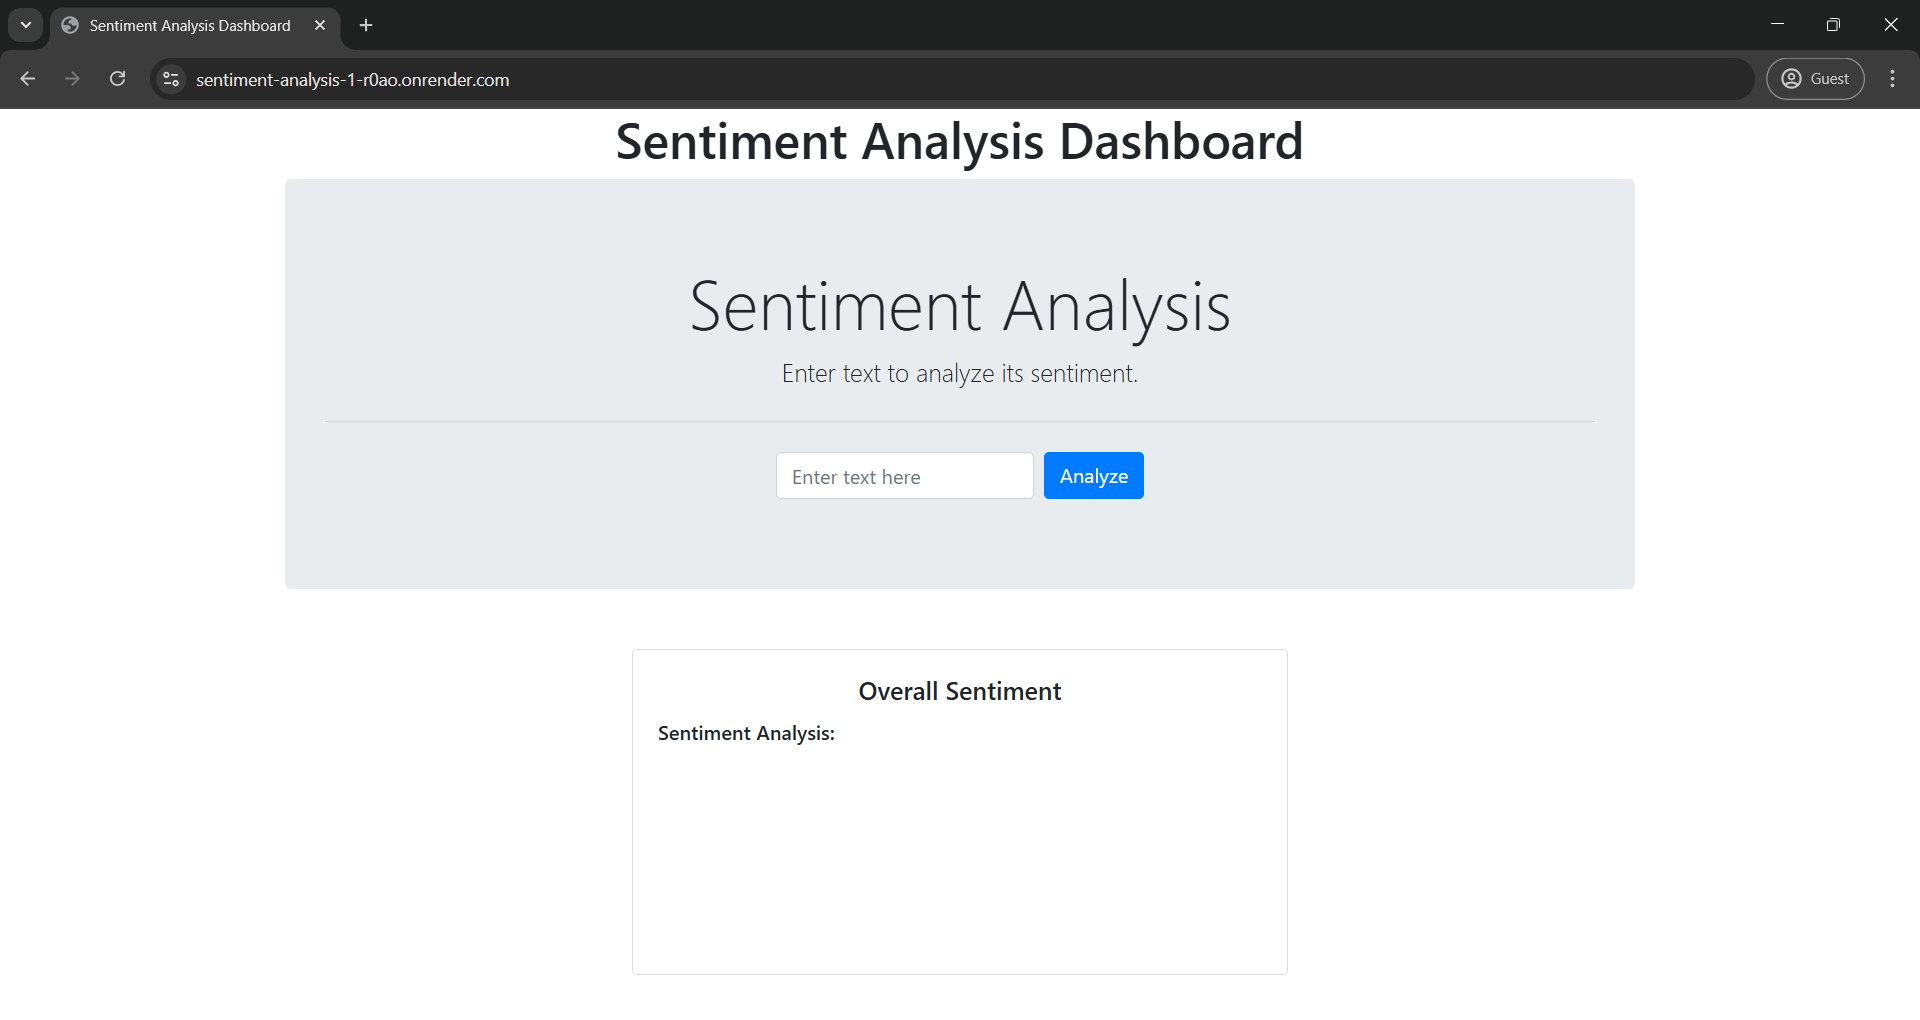 Sentiment Analysis Dashboard
sentiment-analysis-1-r0ao.onrender.com
Guest
Sentiment Analysis Dashboard
Sentiment Analysis
Enter text to analyze its sentiment.
Enter text here
Analyze
Overall Sentiment
Sentiment Analysis: